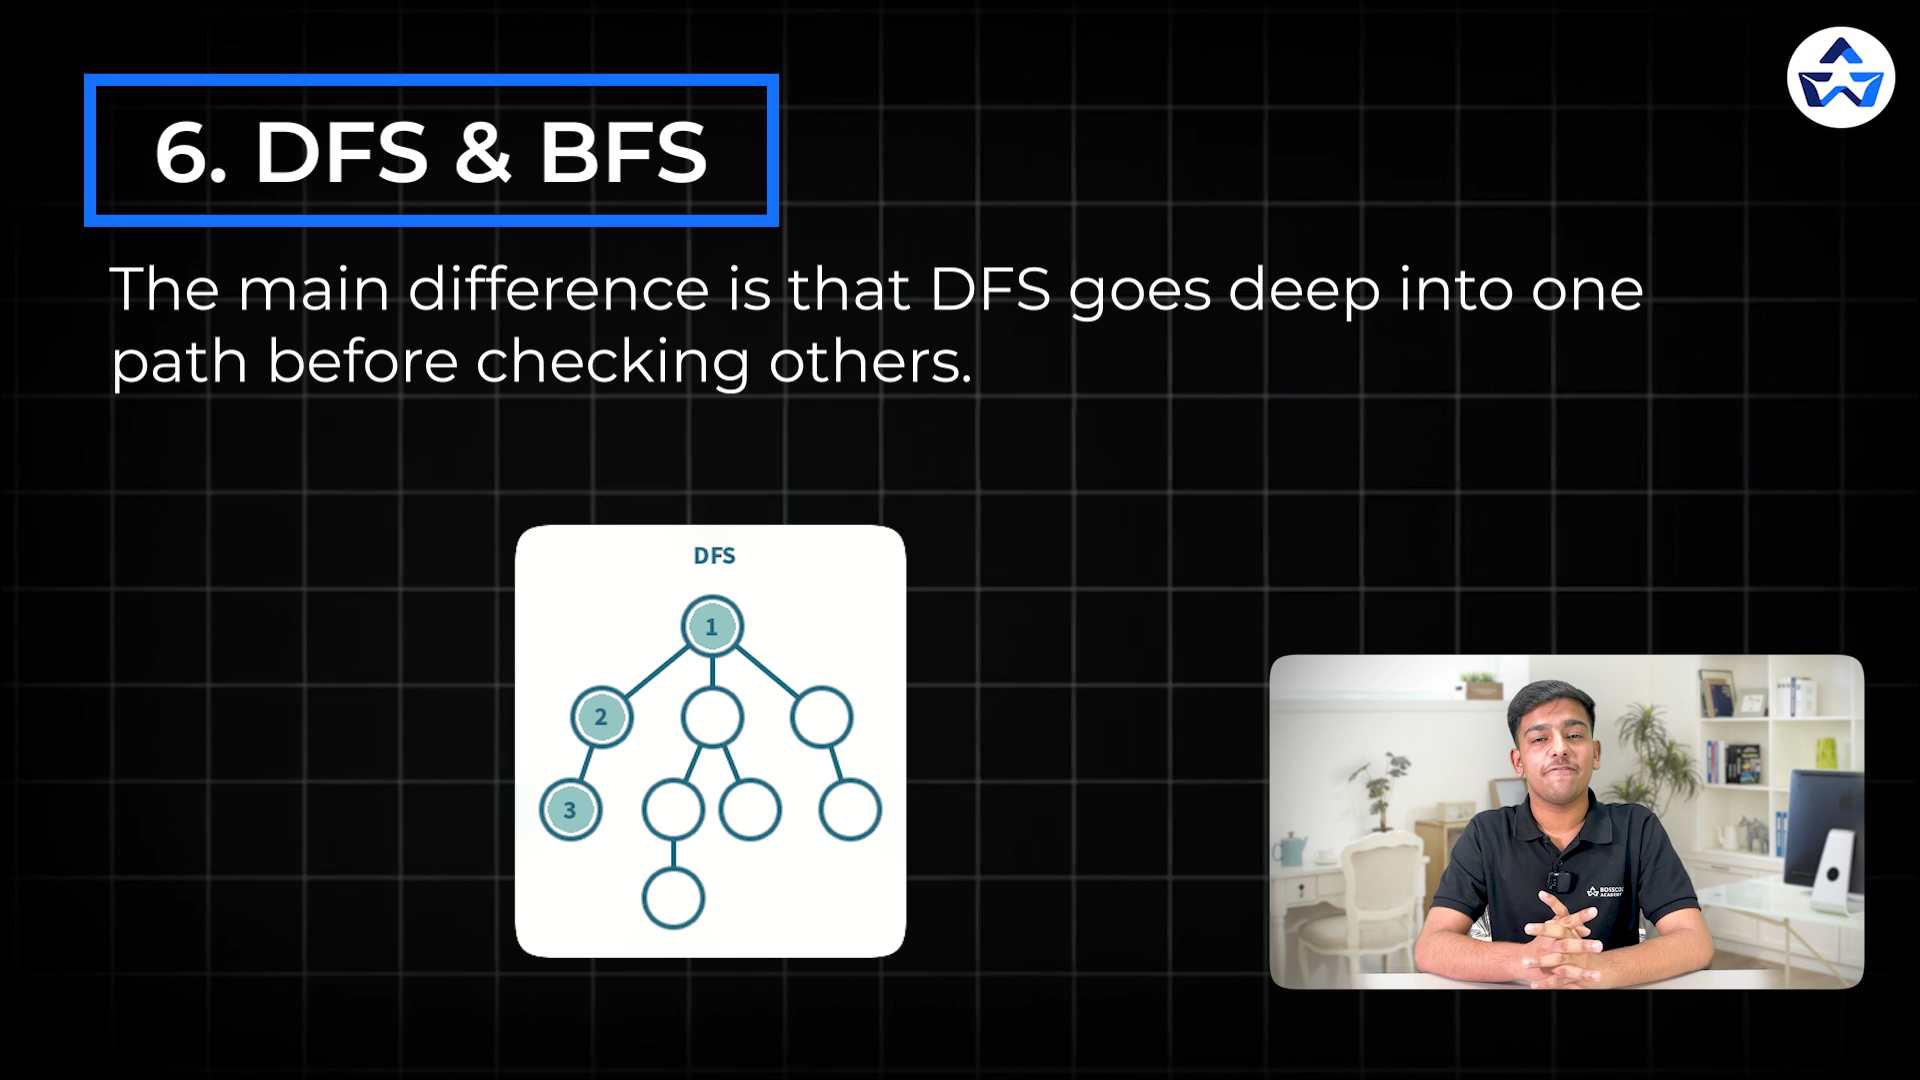 6. DFS & BFS
The main difference is that DFS goes deep into one
path before checking others.
DFS
1
2
3